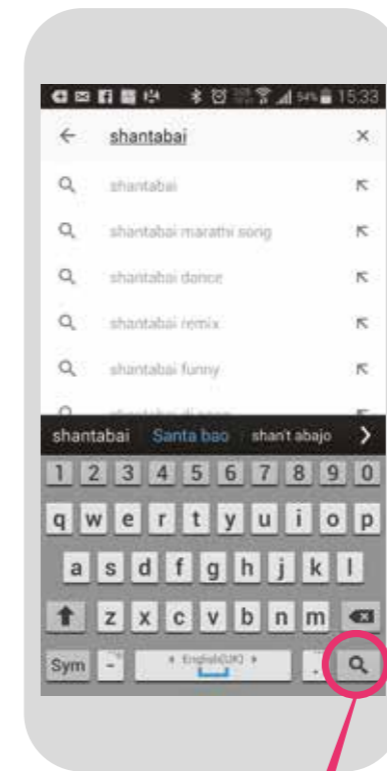 54% 15:33
shantabai
shantabai
shantabai marathi song
shantabai dance
shantabai remix
shantabai funny
shantabai Santa bao shan't abajo
1 2 3 4 5 6 7 8 9 0
q w e r t y u i o p
a s d f g h j k l
z x c v b n m
Sym - English(UK) .